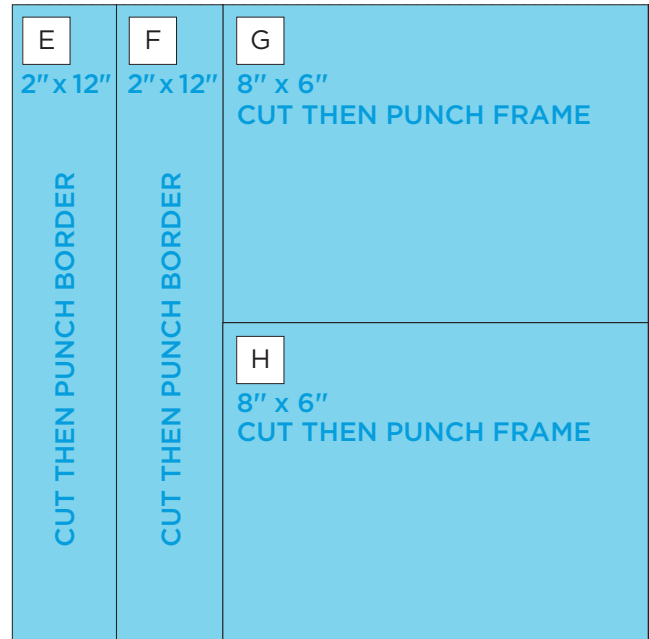 E
2" x 12"
CUT THEN PUNCH BORDER
F
2" x 12"
CUT THEN PUNCH BORDER
G
8" x 6"
CUT THEN PUNCH FRAME
H
8" x 6"
CUT THEN PUNCH FRAME